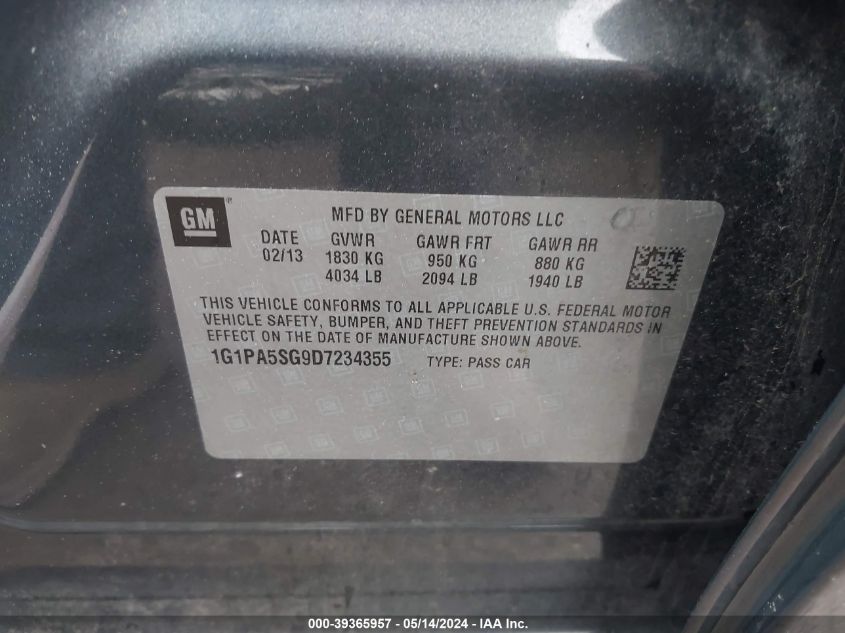 GM
MFD BY GENERAL MOTORS LLC
DATE GVWR GAWR FRT GAWR RR
02/13 1830 KG 950 KG 880 KG
4034 LB 2094 LB 1940 LB
THIS VEHICLE CONFORMS TO ALL APPLICABLE U.S. FEDERAL MOTOR
VEHICLE SAFETY, BUMPER, AND THEFT PREVENTION STANDARDS IN
EFFECT ON THE DATE OF MANUFACTURE SHOWN ABOVE.
1G1PA5SG9D7234355 TYPE: PASS CAR
000-39365957 - 05/14/2024 - IAA Inc.